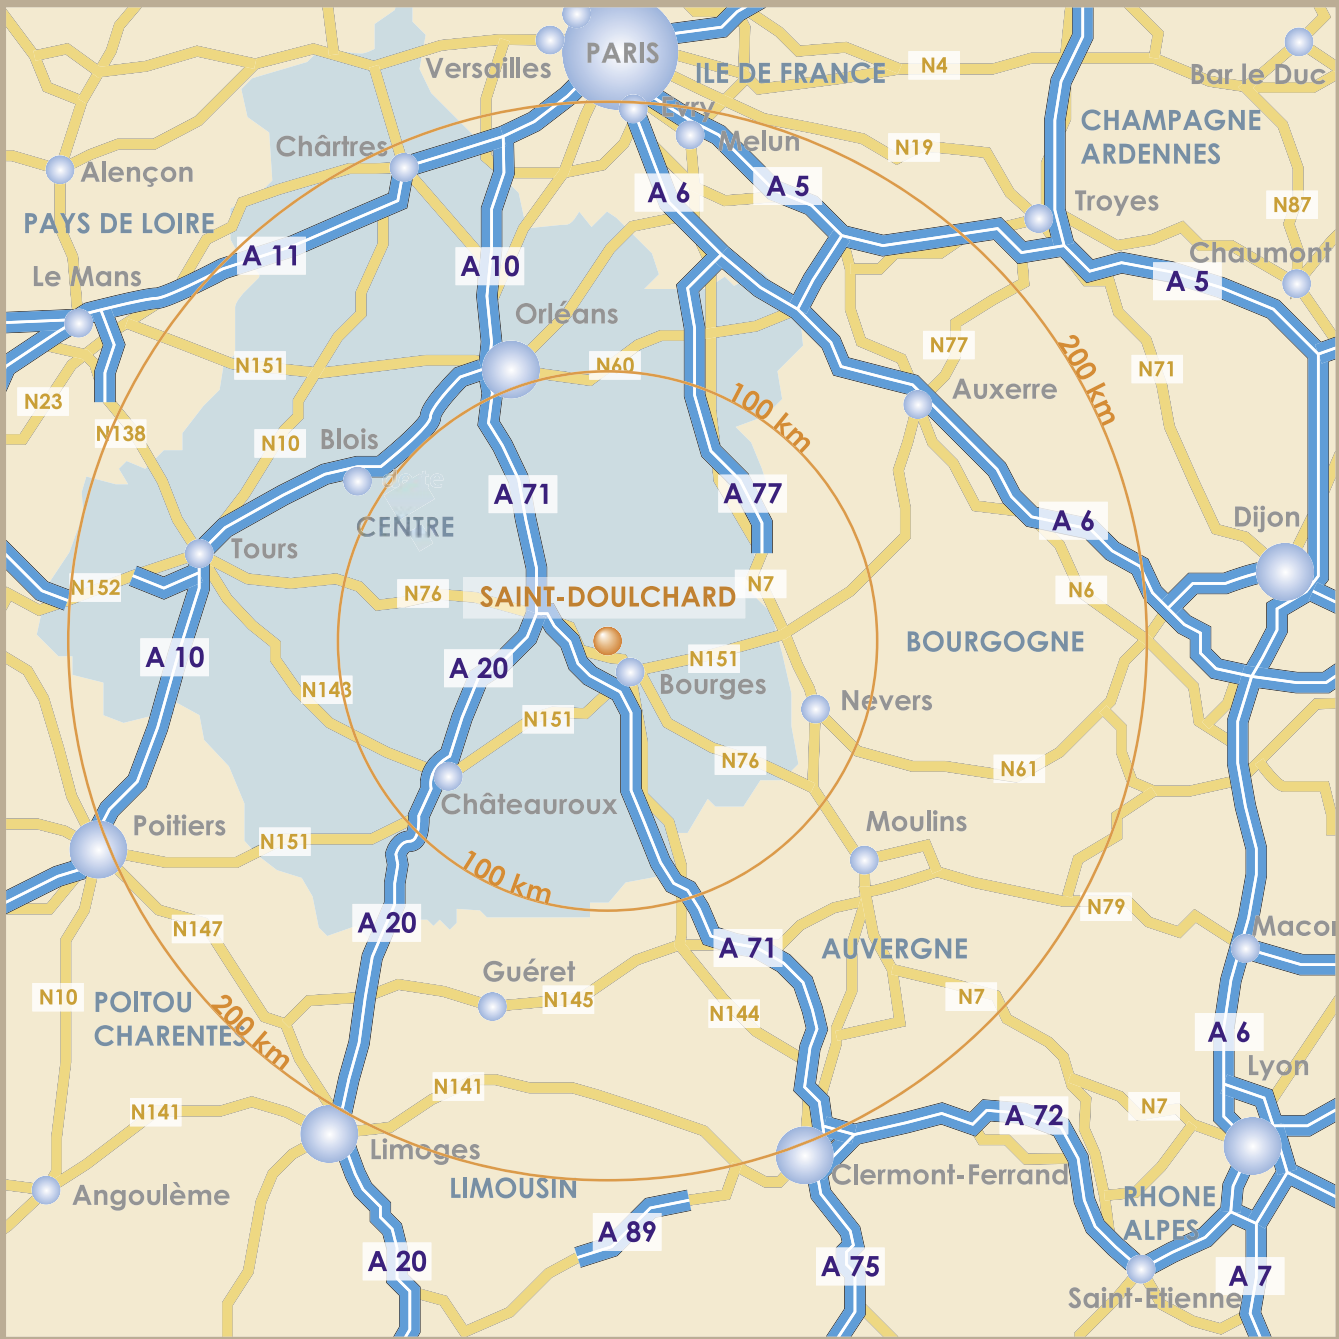 PARIS
Versailles
ILE DE FRANCE
N4
Bar le Duc
Evry
CHAMPAGNE
ARDENNES
Chârtres
Melun
N19
Alençon
A 6
A 5
Troyes
N87
PAYS DE LOIRE
Chaumont
A 11
A 10
Le Mans
A 5
Orléans
N77
200 km
N151
N60
N71
Auxerre
N23
100 km
N138
N10
Blois
A 71
A 77
CENTRE
A 6
Dijon
Tours
N152
N76
SAINT-DOULCHARD
N7
N6
BOURGOGNE
A 10
A 20
N151
Bourges
N143
Nevers
N151
N76
N61
Châteauroux
Poitiers
Moulins
N151
100 km
N79
A 20
N147
Macon
A 71
AUVERGNE
Guéret
N10
POITOU
CHARENTES
N145
N7
200 km
N144
A 6
Lyon
N141
N141
A 72
N7
Limoges
Clermont-Ferrand
LIMOUSIN
Angoulème
RHONE
ALPES
A 89
A 20
A 75
A 7
Saint-Etienne